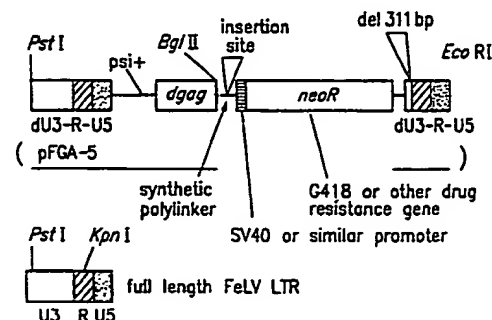 insertion site
del 311 bp
Pst I
psi+
Bgl II
Eco RI
dgag
neoR
dU3-R-U5
dU3-R-U5
( pFGA-5 )
synthetic polylinker
G418 or other drug resistance gene
SV40 or similar promoter
Pst I
Kpn I
full length FeLV LTR
U3 R U5